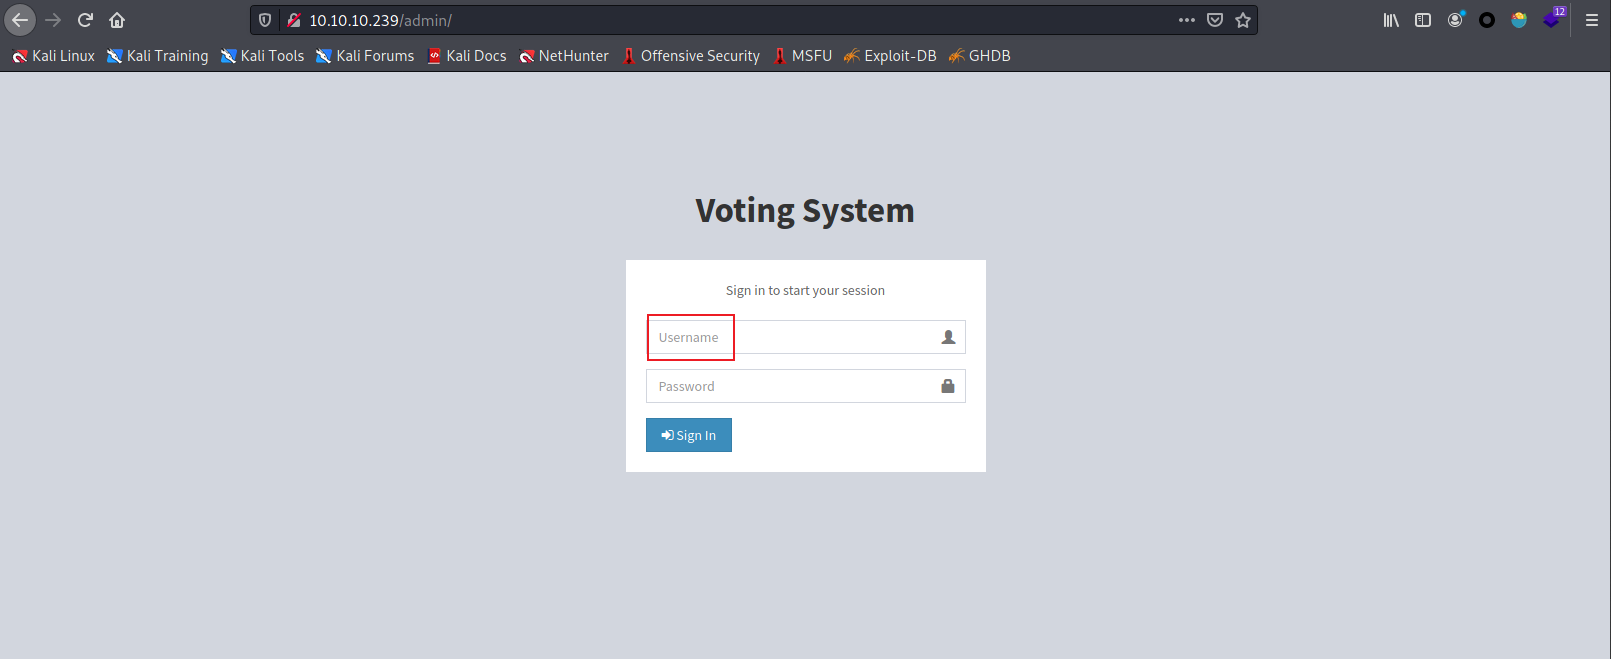 10.10.10.239/admin/
12
Kali Linux Kali Training Kali Tools Kali Forums Kali Docs NetHunter Offensive Security MSFU Exploit-DB GHDB
Voting System
Sign in to start your session
Username
Password
Sign In